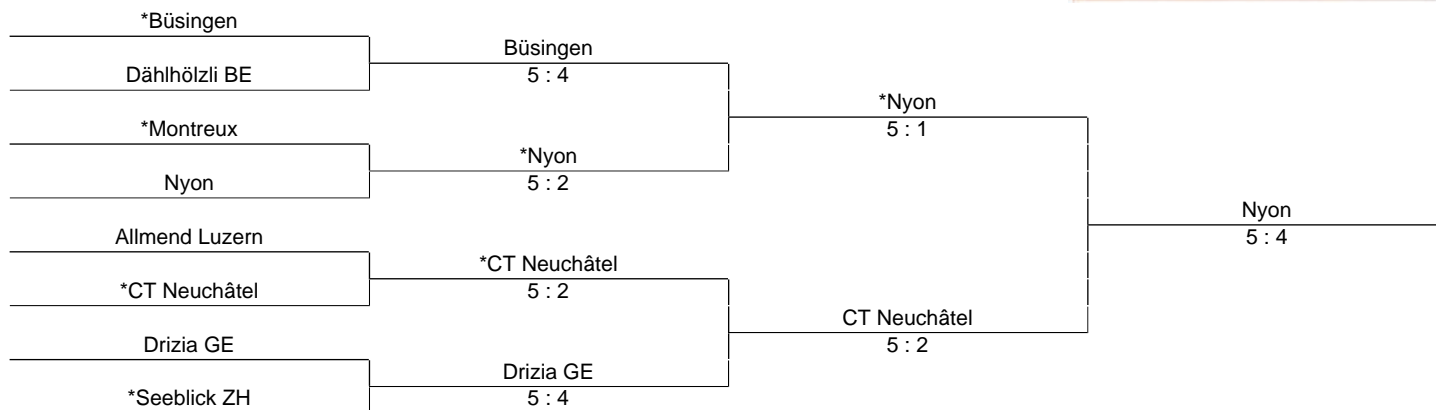 *Büsingen
Dählhölzli BE
*Montreux
Nyon
Allmend Luzern
*CT Neuchâtel
Drizia GE
*Seeblick ZH
Büsingen
5 : 4
*Nyon
5 : 2
*CT Neuchâtel
5 : 2
Drizia GE
5 : 4
*Nyon
5 : 1
CT Neuchâtel
5 : 2
Nyon
5 : 4